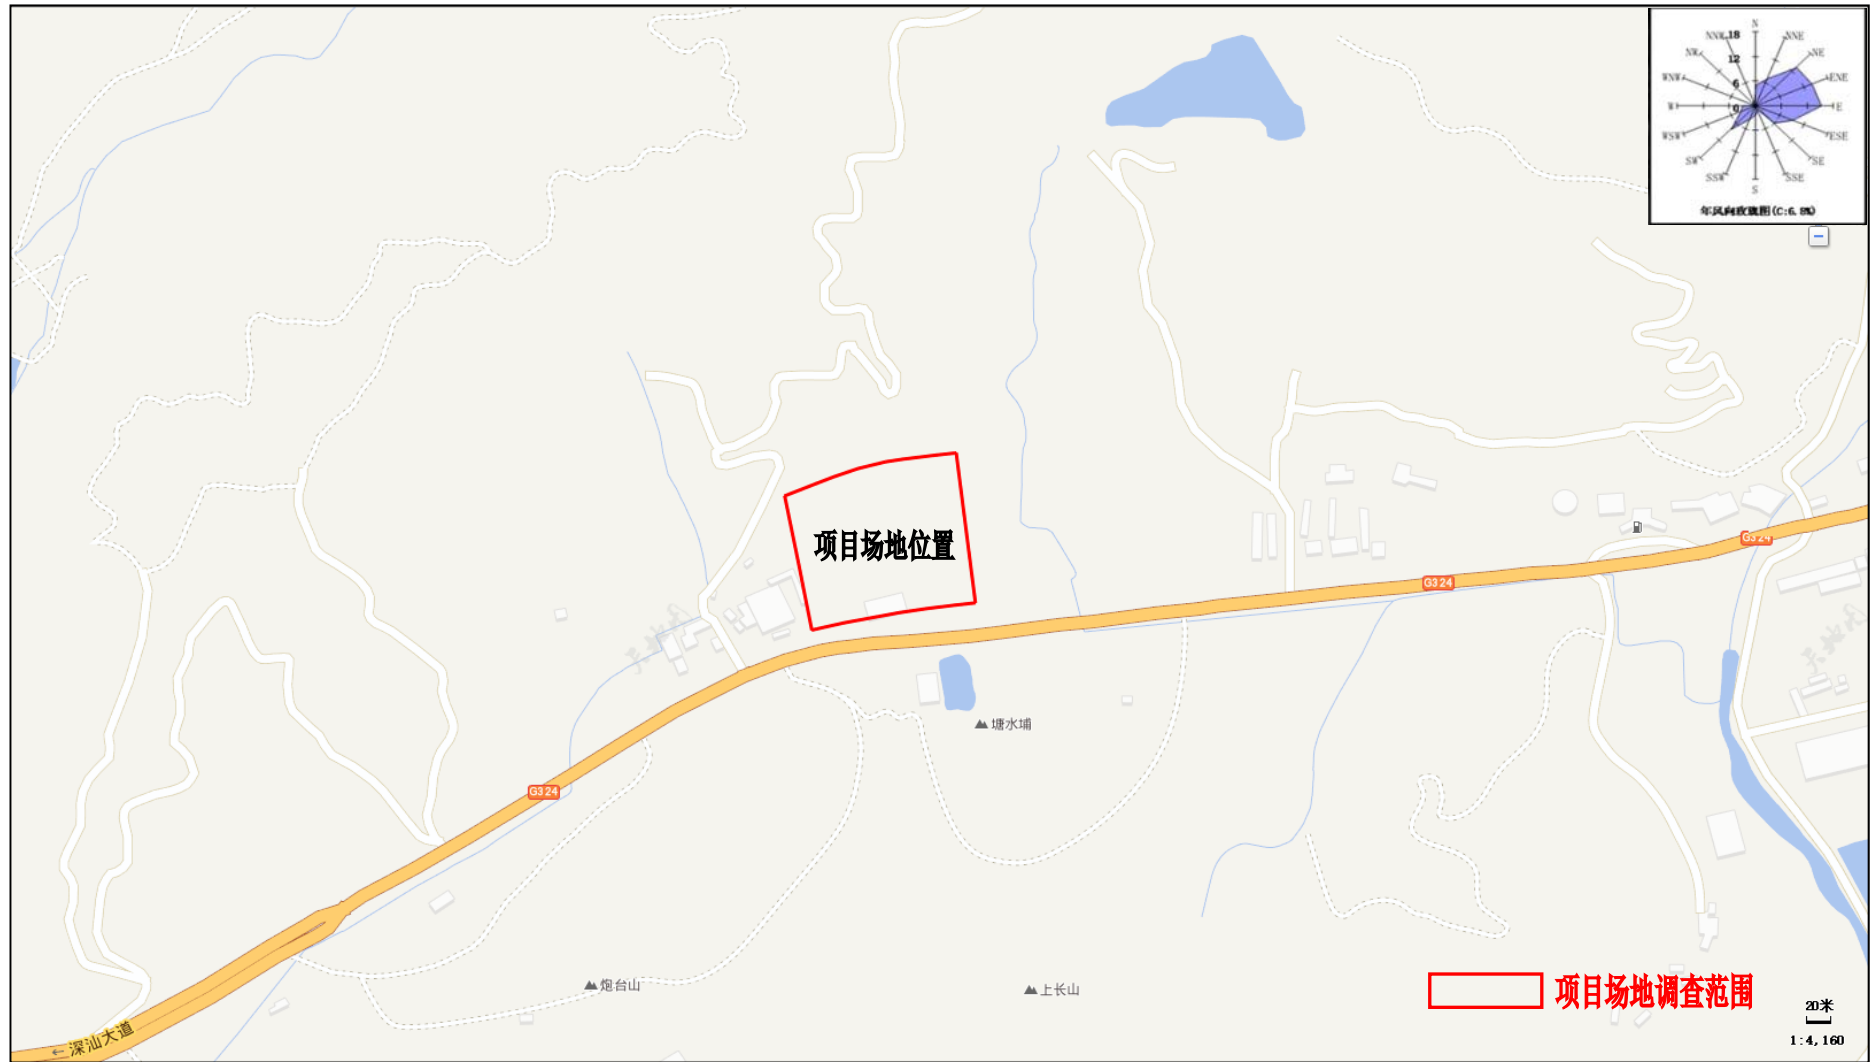 N
NNW
18
NNE
NW
12
NE
WNW
6
ENE
W
0
E
WSW
ESE
SW
SE
SSW
SSE
S
年风向玫瑰图(C:6.8%)
项目场地位置
G324
G324
G324
塘水埔
炮台山
上长山
←深汕大道
项目场地调查范围
20米
1:4,160